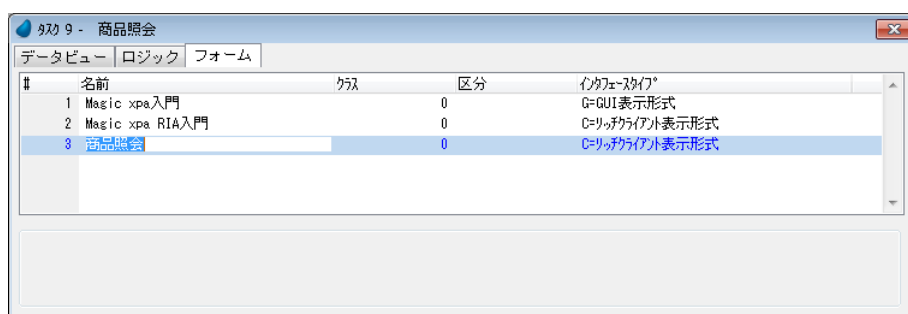 ﾀｽｸ 9 - 商品照会
データビュー ロジック フォーム
# 名前 ｸﾗｽ 区分 ｲﾝﾀﾌｪｰｽﾀｲﾌﾟ
1 Magic xpa入門 0 G=GUI表示形式
2 Magic xpa RIA入門 0 C=ﾘｯﾁｸﾗｲｱﾝﾄ表示形式
3 商品照会 0 C=ﾘｯﾁｸﾗｲｱﾝﾄ表示形式